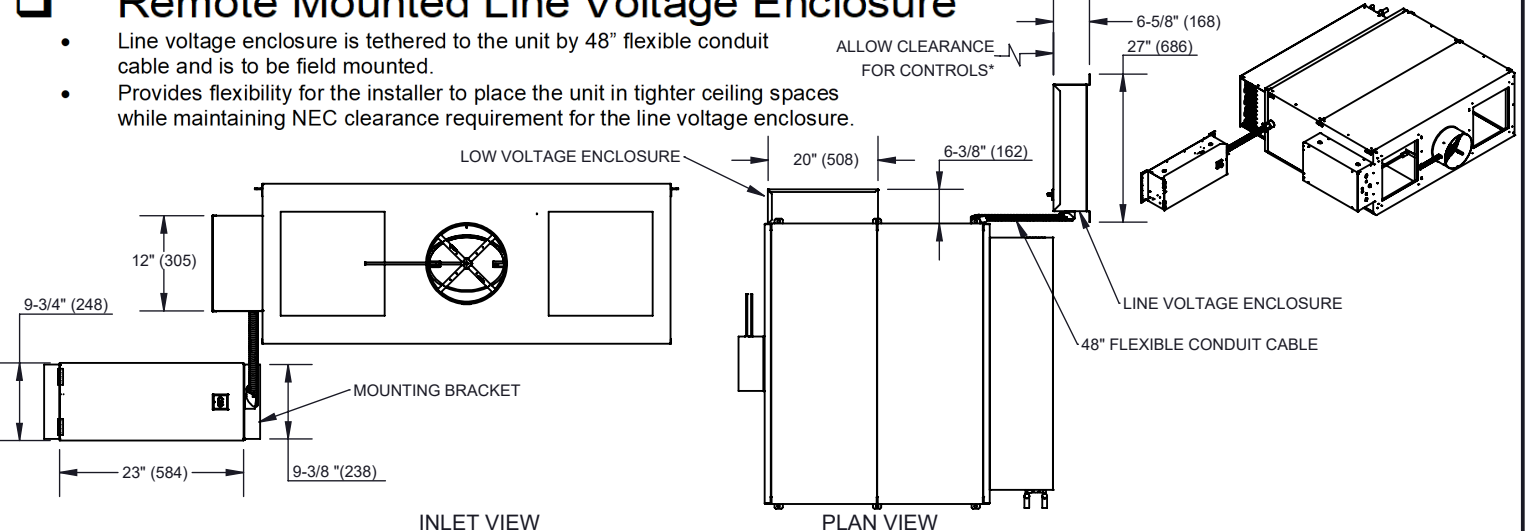 Remote Mounted Line Voltage Enclosure
• Line voltage enclosure is tethered to the unit by 48” flexible conduit
cable and is to be field mounted.
• Provides flexibility for the installer to place the unit in tighter ceiling spaces
while maintaining NEC clearance requirement for the line voltage enclosure.
ALLOW CLEARANCE
FOR CONTROLS*
6-5/8" (168)
27" (686)
LOW VOLTAGE ENCLOSURE
20" (508)
6-3/8" (162)
12" (305)
9-3/4" (248)
LINE VOLTAGE ENCLOSURE
48" FLEXIBLE CONDUIT CABLE
MOUNTING BRACKET
23" (584)
9-3/8 "(238)
INLET VIEW
PLAN VIEW